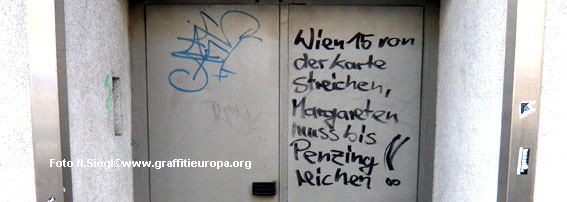 Wien 15 von
der Karte
streichen,
Margareten
muss bis
Penzing
reichen!!
Foto N.Siegl©www.graffitieuropa.org